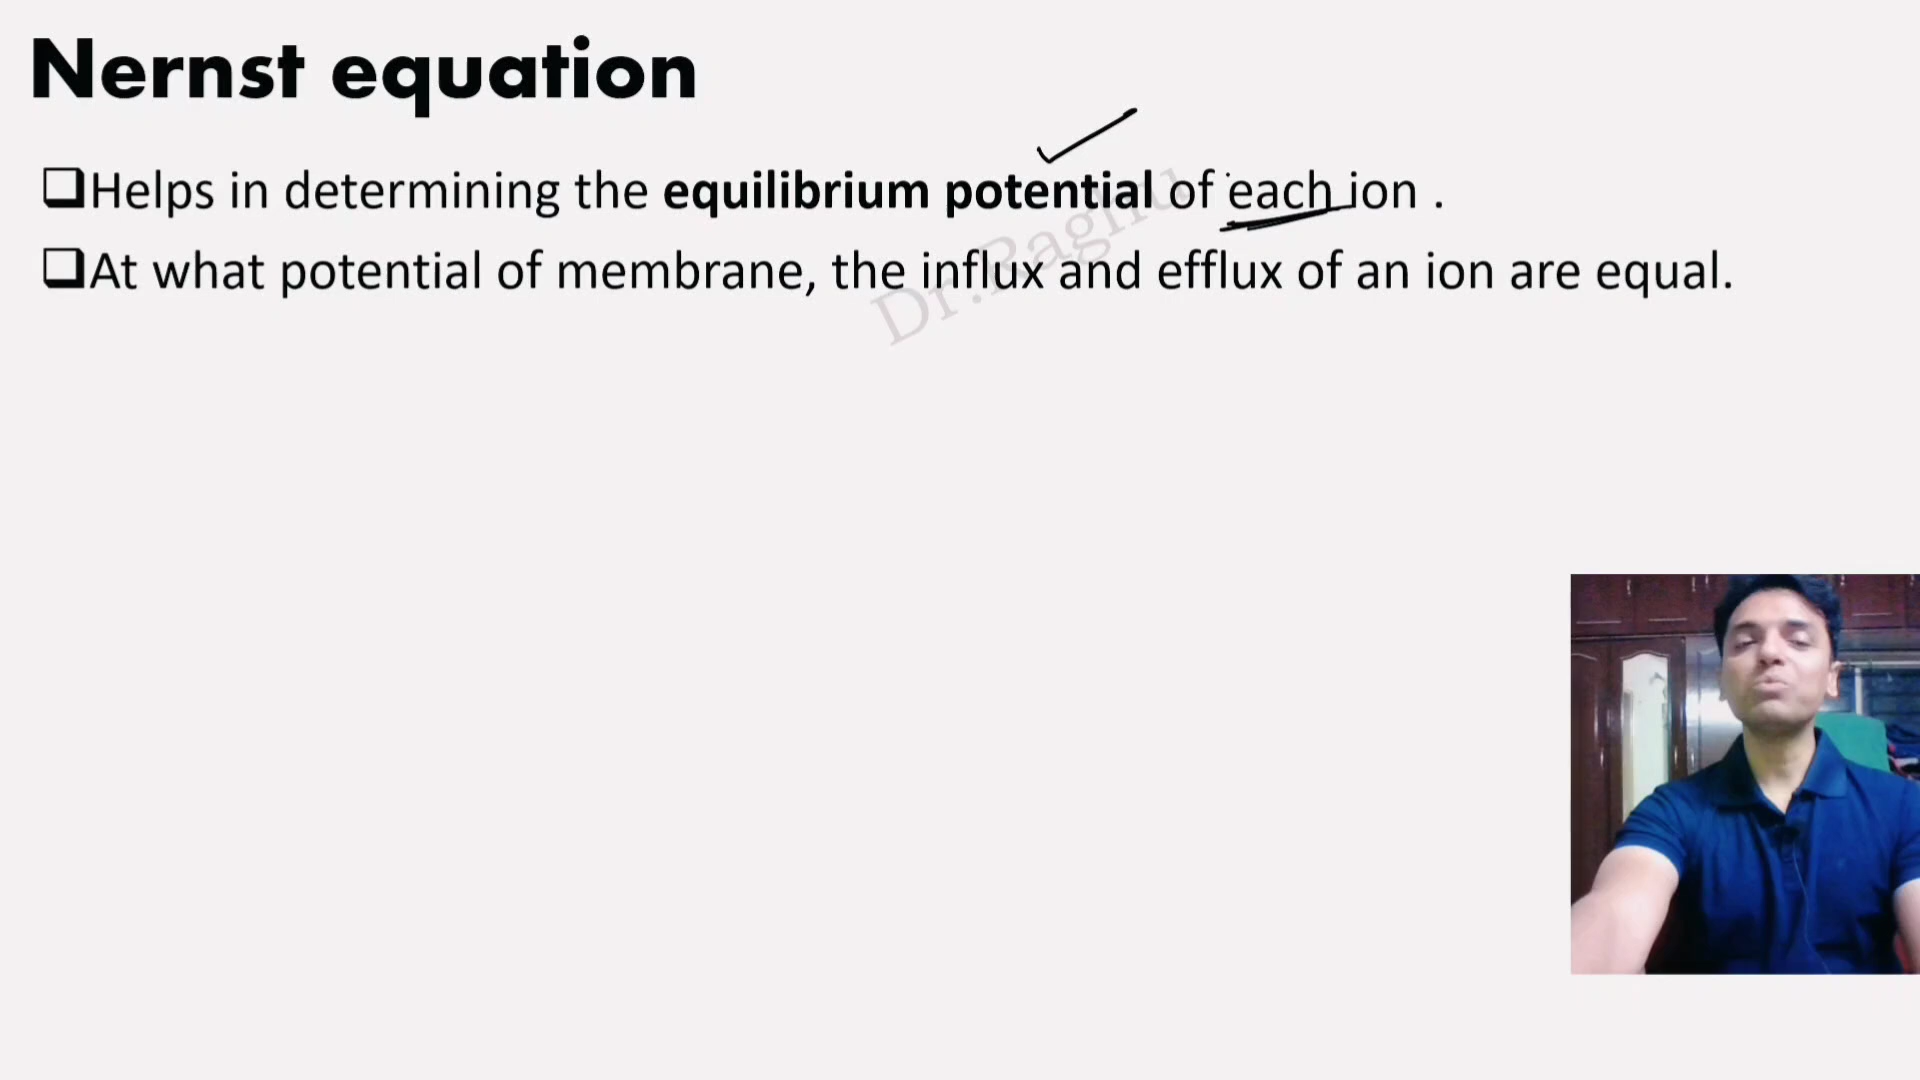 Nernst equation
❑Helps in determining the equilibrium potential of each ion .
❑At what potential of membrane, the influx and efflux of an ion are equal.
Dr.Raghu